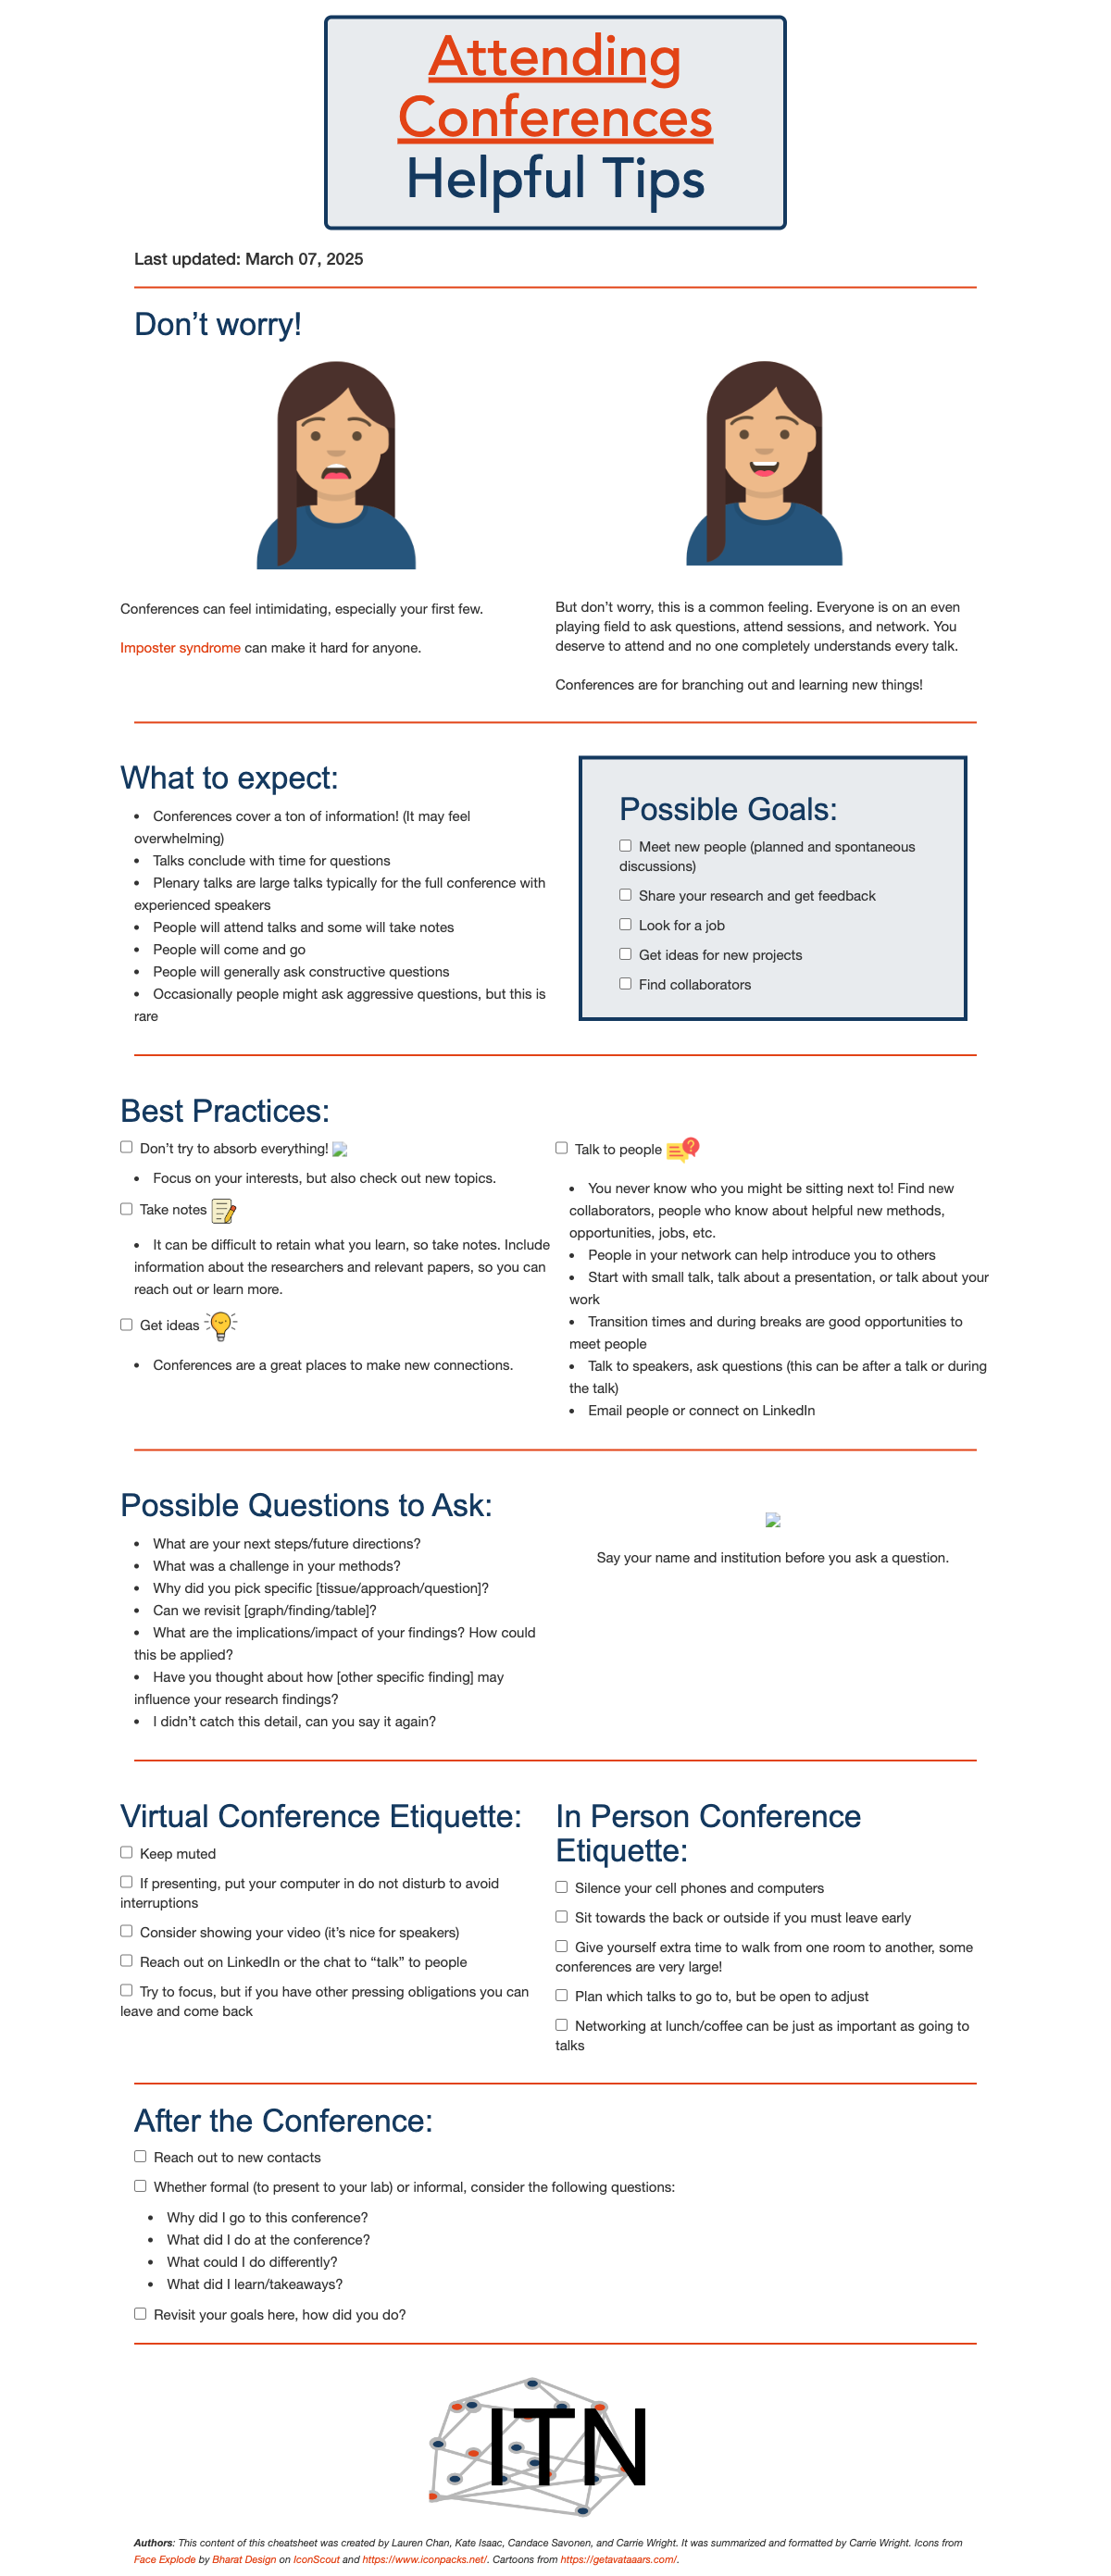 Attending
Conferences
Helpful Tips
Last updated: March 07, 2025
Don’t worry!
Conferences can feel intimidating, especially your first few.
Imposter syndrome can make it hard for anyone.
But don’t worry, this is a common feeling. Everyone is on an even
playing field to ask questions, attend sessions, and network. You
deserve to attend and no one completely understands every talk.
Conferences are for branching out and learning new things!
What to expect:
• Conferences cover a ton of information! (It may feel
overwhelming)
• Talks conclude with time for questions
• Plenary talks are large talks typically for the full conference with
experienced speakers
• People will attend talks and some will take notes
• People will come and go
• People will generally ask constructive questions
• Occasionally people might ask aggressive questions, but this is
rare
Possible Goals:
Meet new people (planned and spontaneous
discussions)
Share your research and get feedback
Look for a job
Get ideas for new projects
Find collaborators
Best Practices:
Don’t try to absorb everything!
• Focus on your interests, but also check out new topics.
Take notes
• It can be difficult to retain what you learn, so take notes. Include
information about the researchers and relevant papers, so you can
reach out or learn more.
Get ideas
• Conferences are a great places to make new connections.
Talk to people
?
• You never know who you might be sitting next to! Find new
collaborators, people who know about helpful new methods,
opportunities, jobs, etc.
• People in your network can help introduce you to others
• Start with small talk, talk about a presentation, or talk about your
work
• Transition times and during breaks are good opportunities to
meet people
• Talk to speakers, ask questions (this can be after a talk or during
the talk)
• Email people or connect on LinkedIn
Possible Questions to Ask:
• What are your next steps/future directions?
• What was a challenge in your methods?
• Why did you pick specific [tissue/approach/question]?
• Can we revisit [graph/finding/table]?
• What are the implications/impact of your findings? How could
this be applied?
• Have you thought about how [other specific finding] may
influence your research findings?
• I didn’t catch this detail, can you say it again?
Say your name and institution before you ask a question.
Virtual Conference Etiquette:
Keep muted
If presenting, put your computer in do not disturb to avoid
interruptions
Consider showing your video (it’s nice for speakers)
Reach out on LinkedIn or the chat to “talk” to people
Try to focus, but if you have other pressing obligations you can
leave and come back
In Person Conference
Etiquette:
Silence your cell phones and computers
Sit towards the back or outside if you must leave early
Give yourself extra time to walk from one room to another, some
conferences are very large!
Plan which talks to go to, but be open to adjust
Networking at lunch/coffee can be just as important as going to
talks
After the Conference:
Reach out to new contacts
Whether formal (to present to your lab) or informal, consider the following questions:
• Why did I go to this conference?
• What did I do at the conference?
• What could I do differently?
• What did I learn/takeaways?
Revisit your goals here, how did you do?
ITN
Authors: This content of this cheatsheet was created by Lauren Chan, Kate Isaac, Candace Savonen, and Carrie Wright. It was summarized and formatted by Carrie Wright. Icons from
Face Explode by Bharat Design on IconScout and https://www.iconpacks.net/. Cartoons from https://getavataaars.com/.